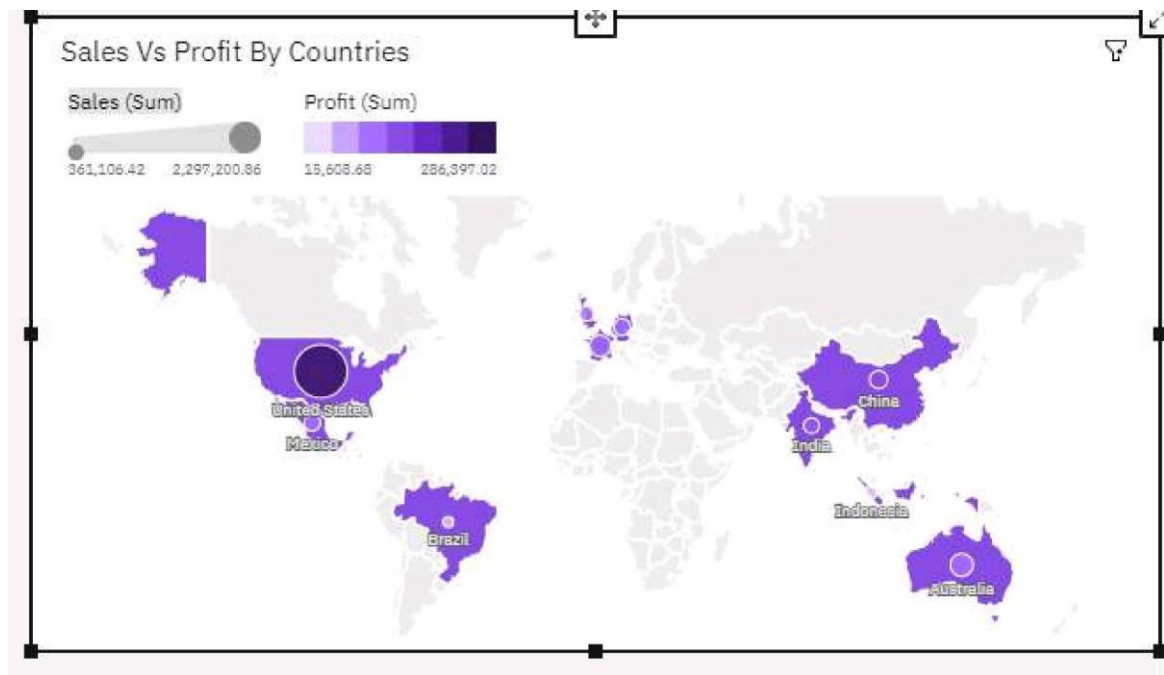 Sales Vs Profit By Countries
Sales (Sum)
Profit (Sum)
361,106.42
2,297,200.86
15,608.68
286,397.02
United States
Mexico
China
India
Indonesia
Brazil
Australia